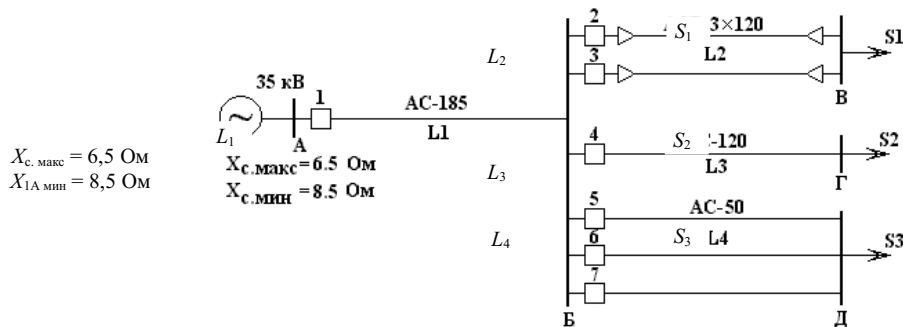 2
S₁
3×120
S1
L₂
3
L2
35 кВ
1
АС-185
В
L₁
А
L1
X с. макс = 6,5 Ом
X 1А мин = 8,5 Ом
Xс.макс = 6.5 Ом
Xс.мин = 8.5 Ом
4
S₂
-120
S2
L₃
L3
Г
5
АС-50
L₄
6
S₃
L4
S3
7
Б
Д